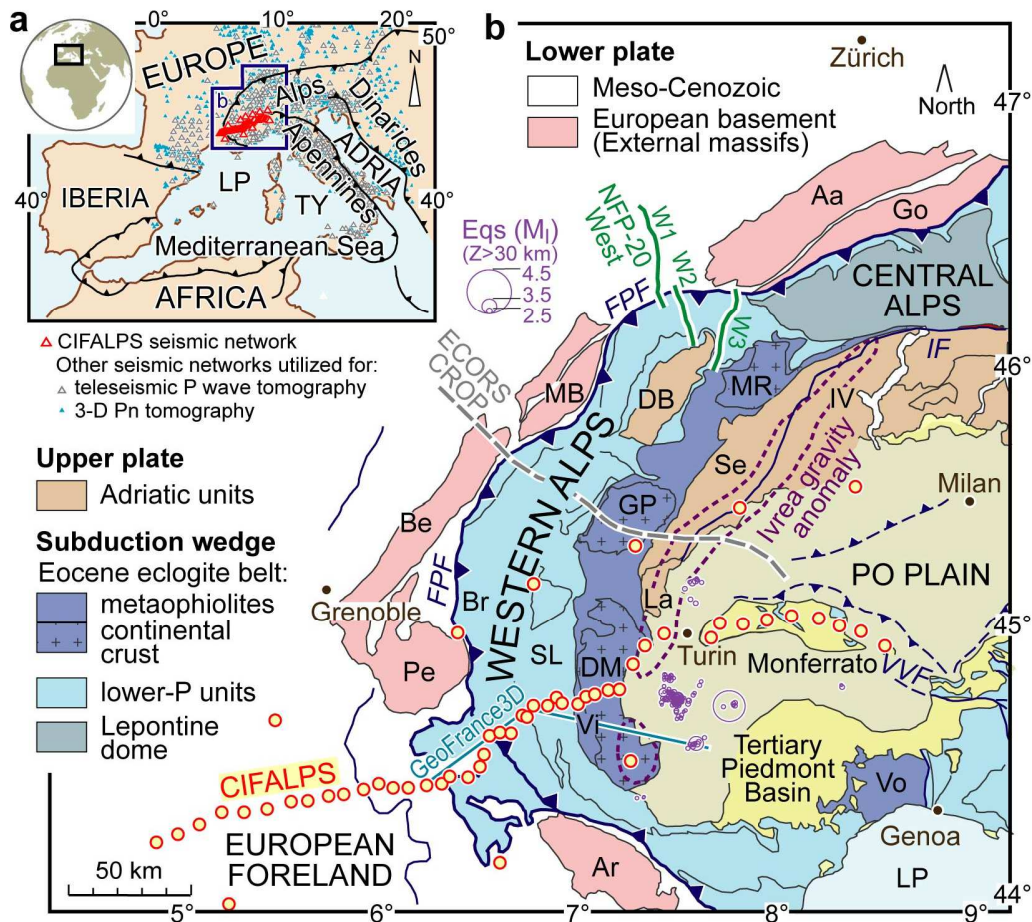 a
0°
10°
20°
50°
EUROPE
N
b
Alps
Dinarides
ADRIA
Apennines
IBERIA
LP
TY
40°
40°
Mediterranean Sea
AFRICA
CIFALPS seismic network
Other seismic networks utilized for:
teleseismic P wave tomography
3-D Pn tomography
Upper plate
Adriatic units
Subduction wedge
Eocene eclogite belt:
metaophiolites
continental
crust
lower-P units
Lepontine
dome
b
Lower plate
Meso-Cenozoic
European basement
(External massifs)
Zürich
North
47°
Eqs (Ml)
(Z>30 km)
4.5
3.5
2.5
NFP-20
West
W1
W2
W3
Aa
Go
CENTRAL
ALPS
FPF
IF
46°
ECORS
CROP
MB
DB
MR
IV
Se
Ivrea gravity
anomaly
Milan
WESTERN ALPS
GP
Be
PO PLAIN
Grenoble
FPF
Br
La
45°
Turin
Pe
SL
DM
Monferrato
VVF
GeoFrance3D
Vi
Tertiary
Piedmont
Basin
CIFALPS
Vo
EUROPEAN
FORELAND
Genoa
50 km
Ar
LP
5°
6°
7°
8°
9°
44°